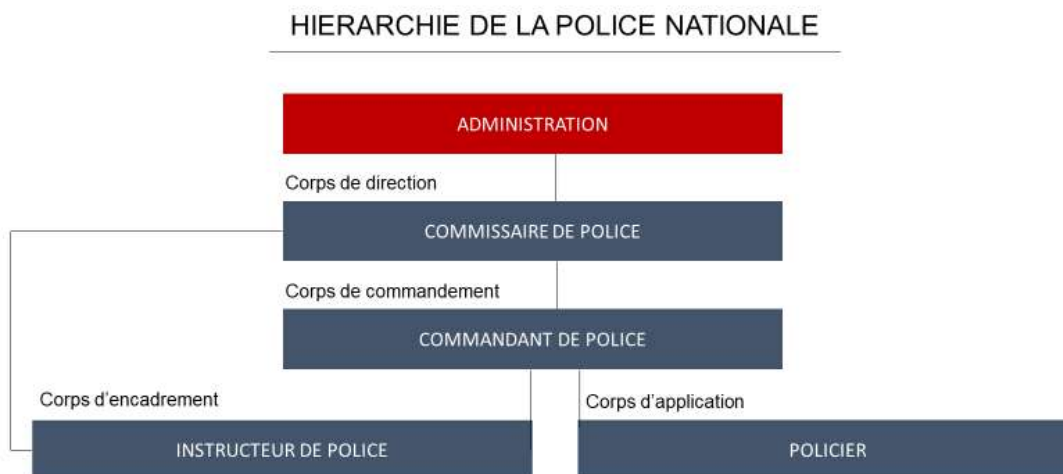 HIERARCHIE DE LA POLICE NATIONALE
ADMINISTRATION
Corps de direction
COMMISSAIRE DE POLICE
Corps de commandement
COMMANDANT DE POLICE
Corps d'encadrement
Corps d'application
INSTRUCTEUR DE POLICE
POLICIER